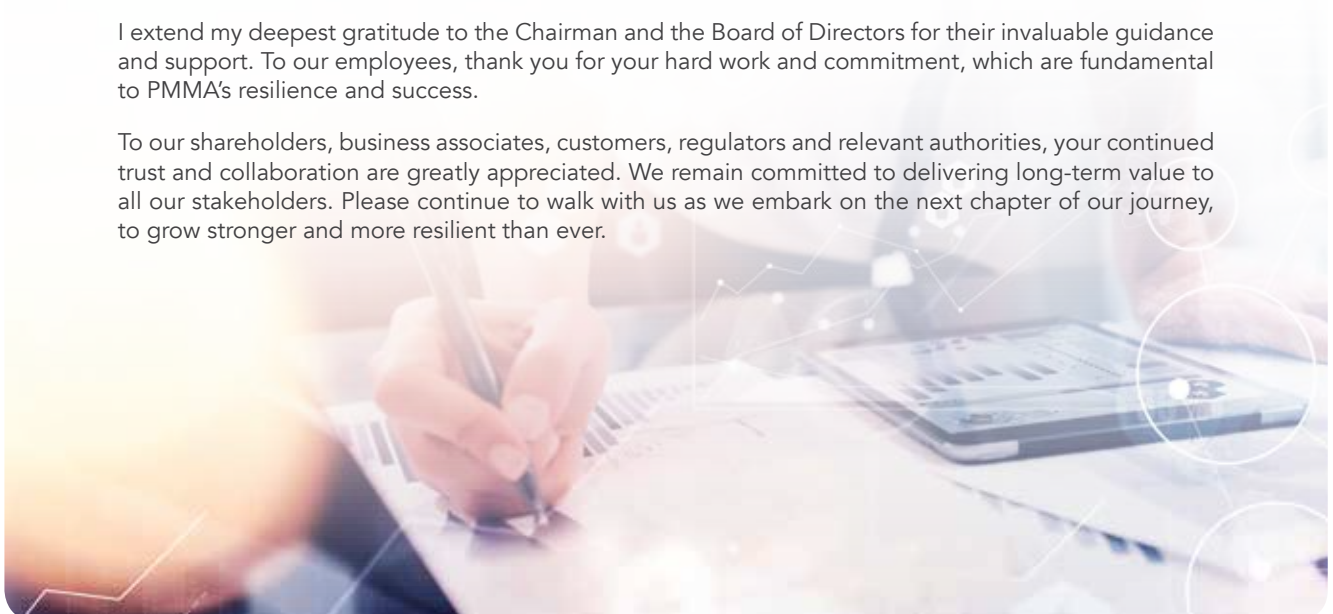 I extend my deepest gratitude to the Chairman and the Board of Directors for their invaluable guidance
and support. To our employees, thank you for your hard work and commitment, which are fundamental
to PMMA’s resilience and success.
To our shareholders, business associates, customers, regulators and relevant authorities, your continued
trust and collaboration are greatly appreciated. We remain committed to delivering long-term value to
all our stakeholders. Please continue to walk with us as we embark on the next chapter of our journey,
to grow stronger and more resilient than ever.